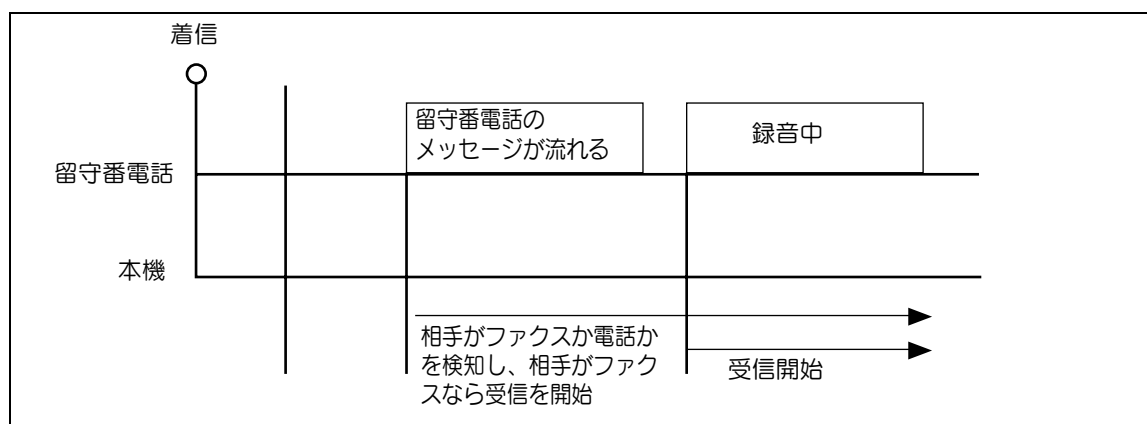 着信
留守番電話の
メッセージが流れる
録音中
留守番電話
本機
相手がファクスか電話か
を検知し、相手がファク
スなら受信を開始
受信開始